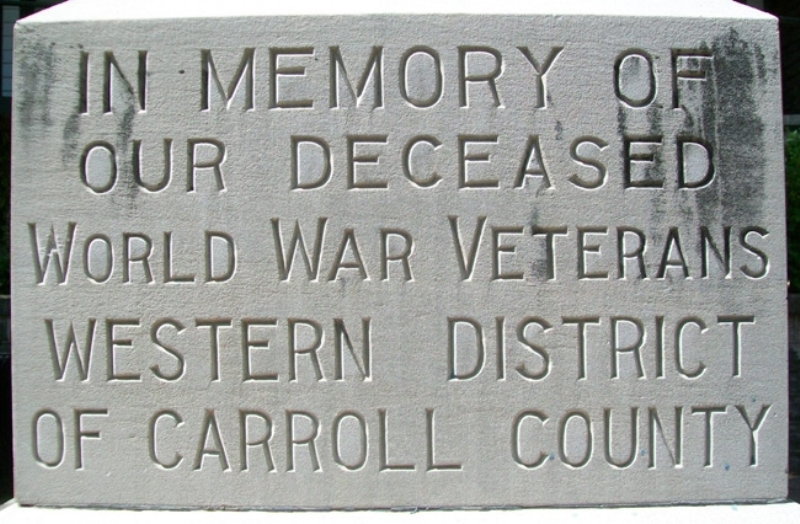 IN MEMORY OF
OUR DECEASED
WORLD WAR VETERANS
WESTERN DISTRICT
OF CARROLL COUNTY